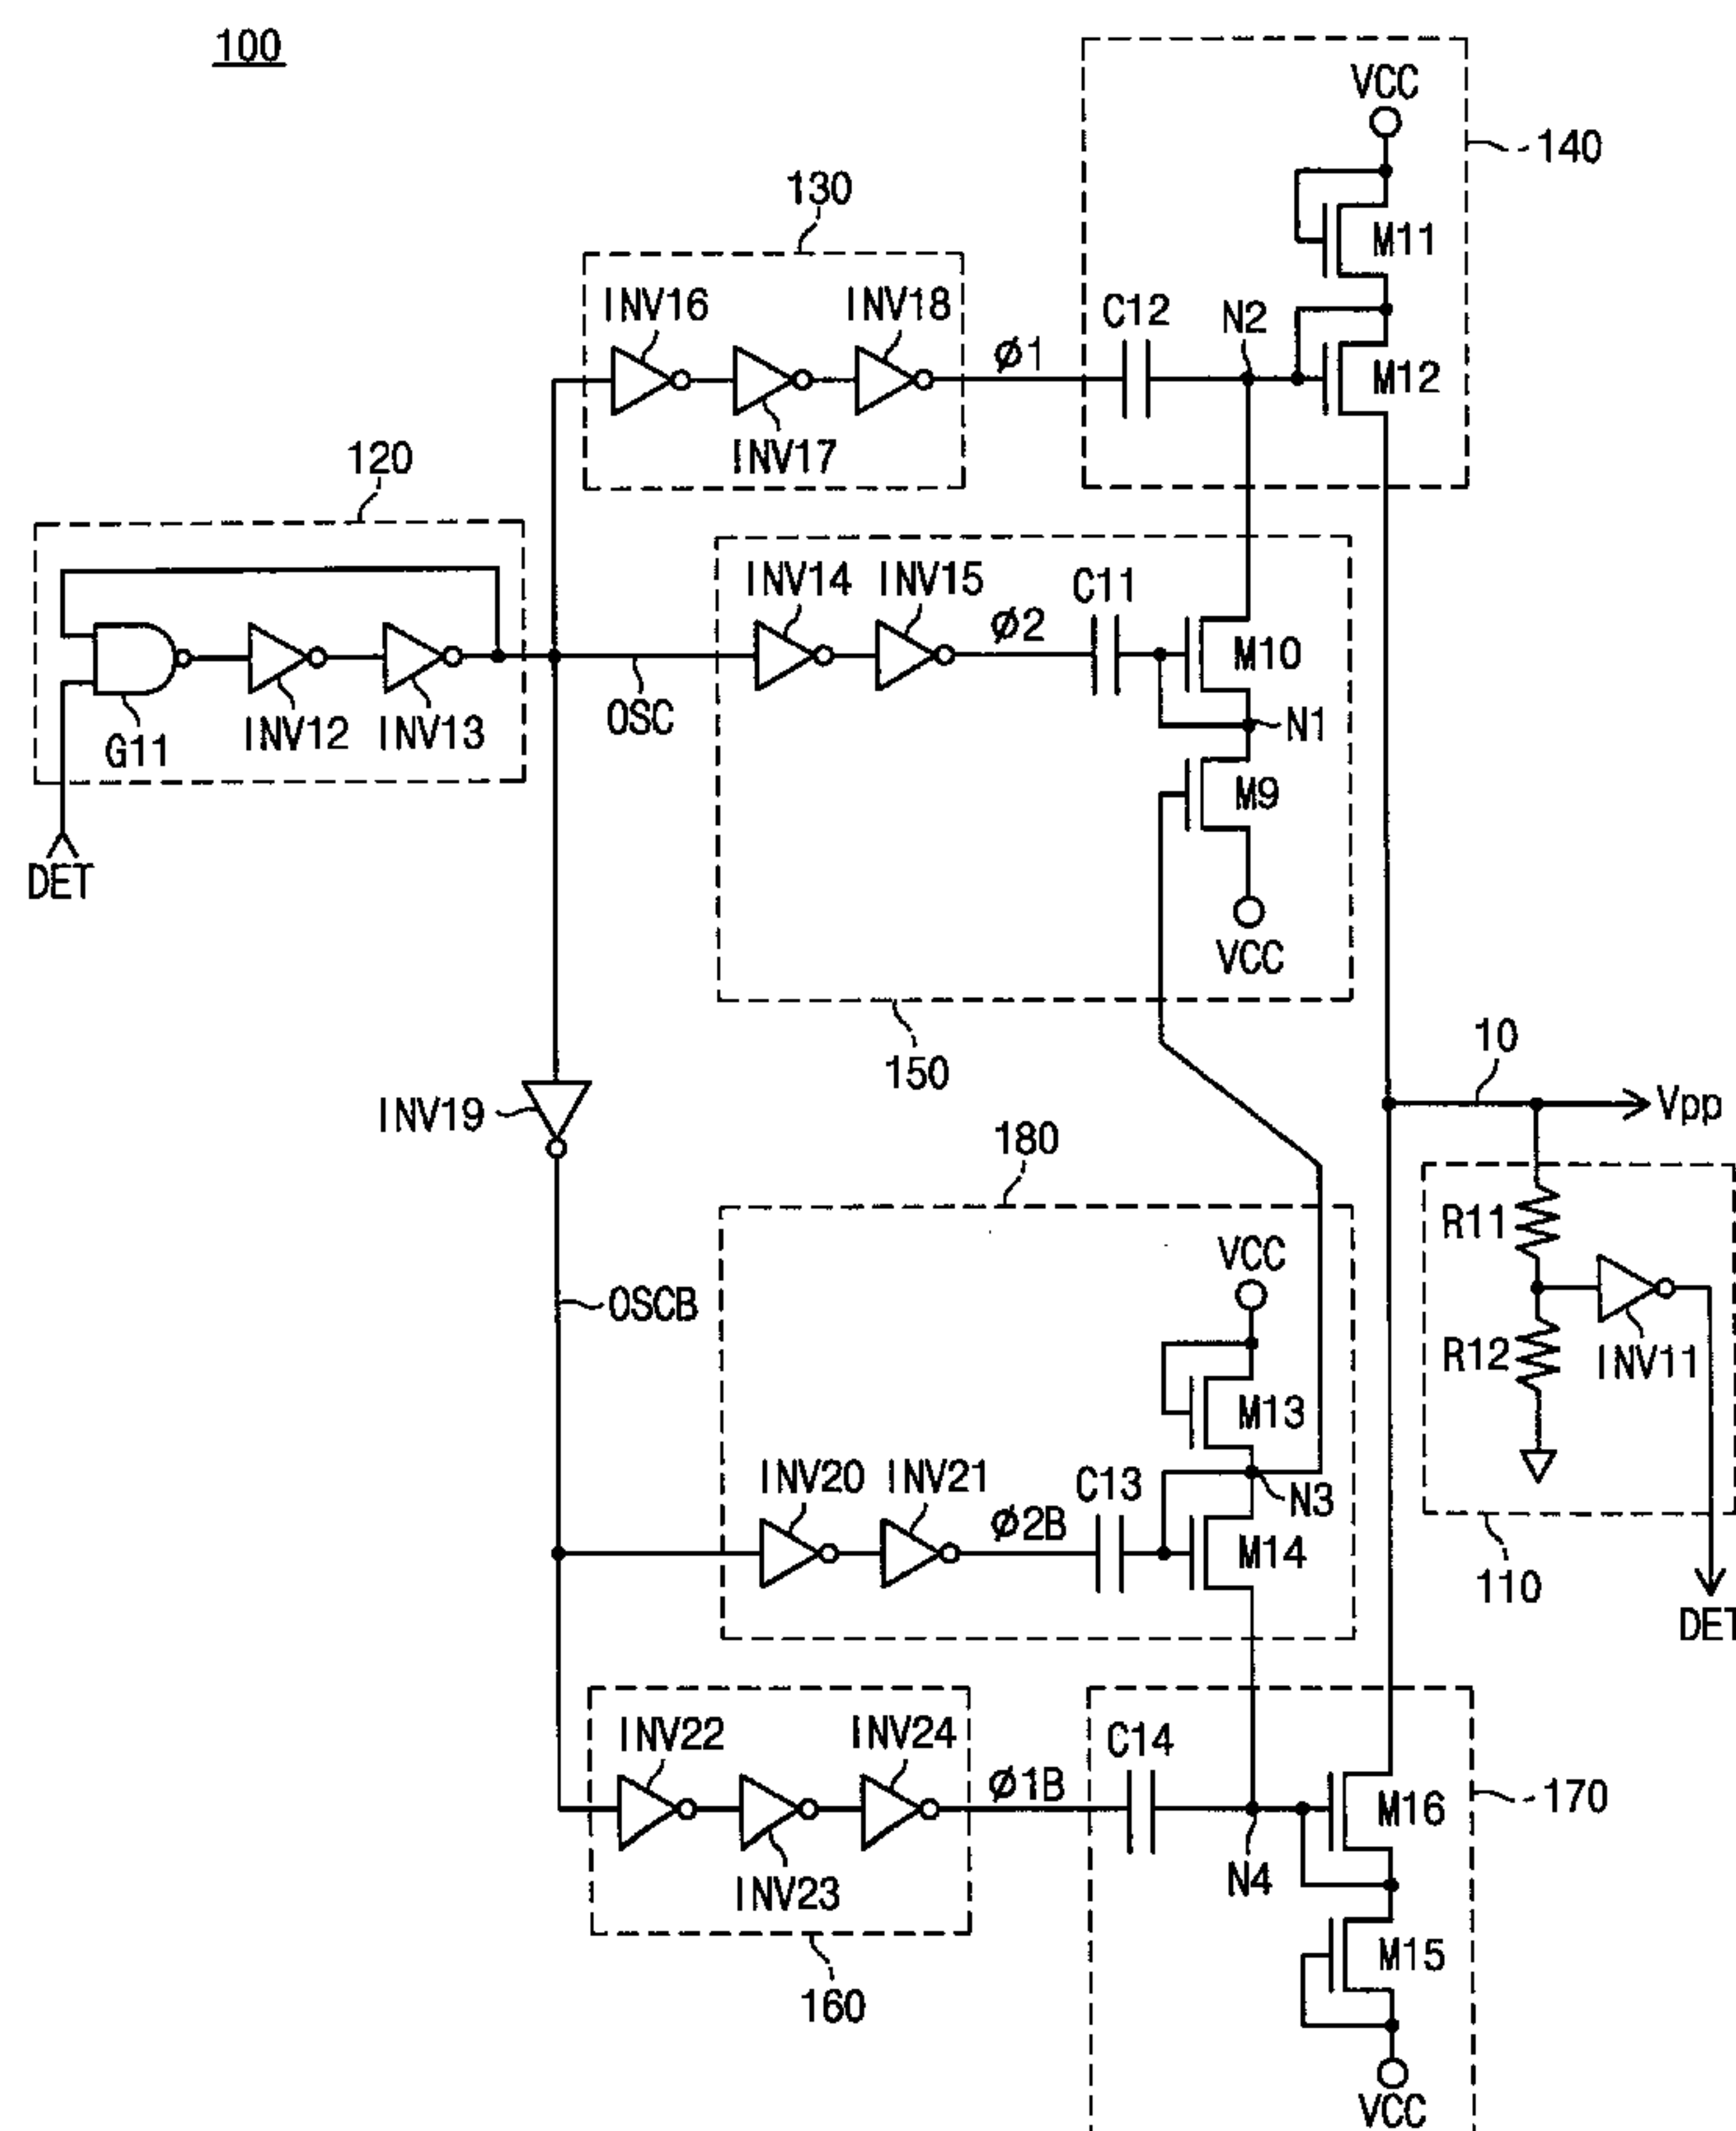 100
VCC
140
M11
130
INV16
INV18
C12
N2
ø1
M12
INV17
120
INV14
INV15
C11
ø2
M10
OSC
N1
G11
INV12
INV13
M9
DET
VCC
150
10
Vpp
INV19
180
R11
VCC
OSCB
R12
INV11
M13
INV20
INV21
C13
N3
ø2B
M14
110
DET
INV22
INV24
C14
ø1B
M16
170
N4
INV23
M15
160
VCC